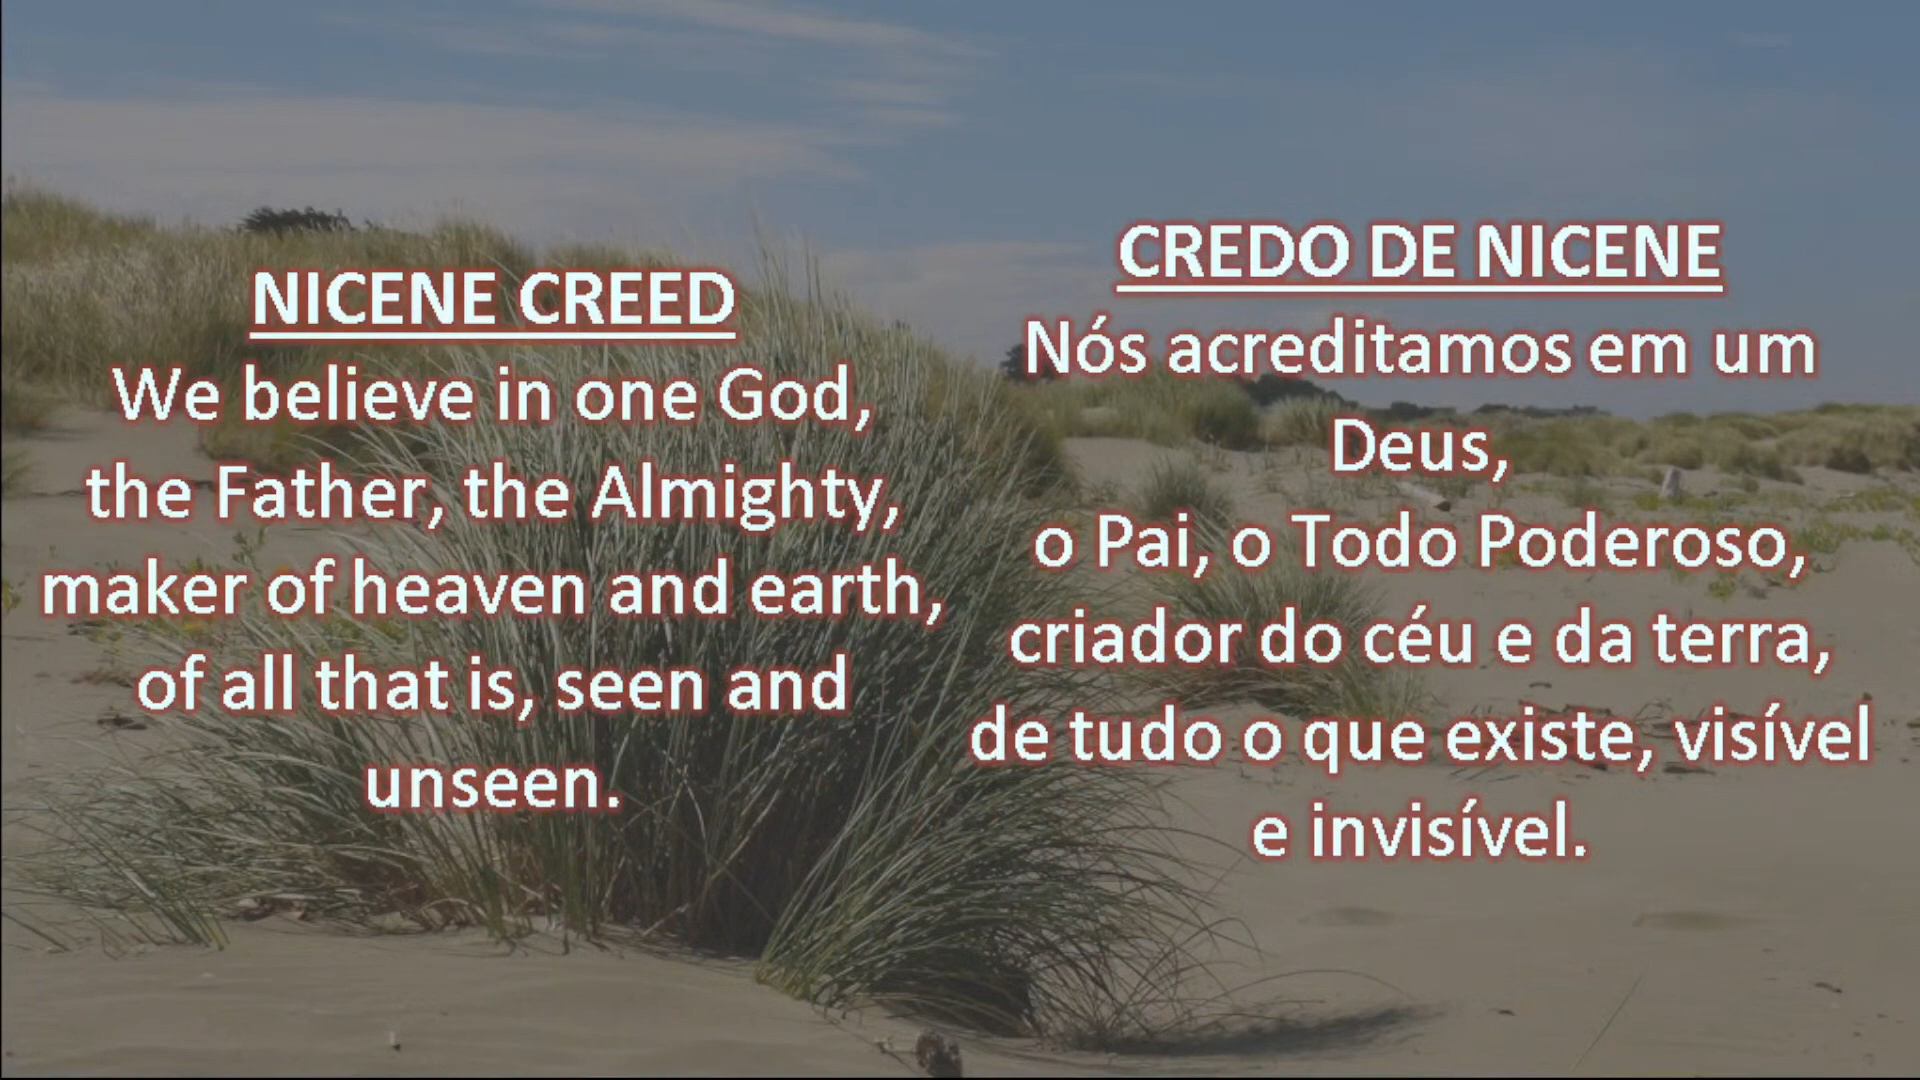 NICENE CREED
We believe in one God,
the Father, the Almighty,
maker of heaven and earth,
of all that is, seen and
unseen.
CREDO DE NICENE
Nós acreditamos em um
Deus,
o Pai, o Todo Poderoso,
criador do céu e da terra,
de tudo o que existe, visível
e invisível.